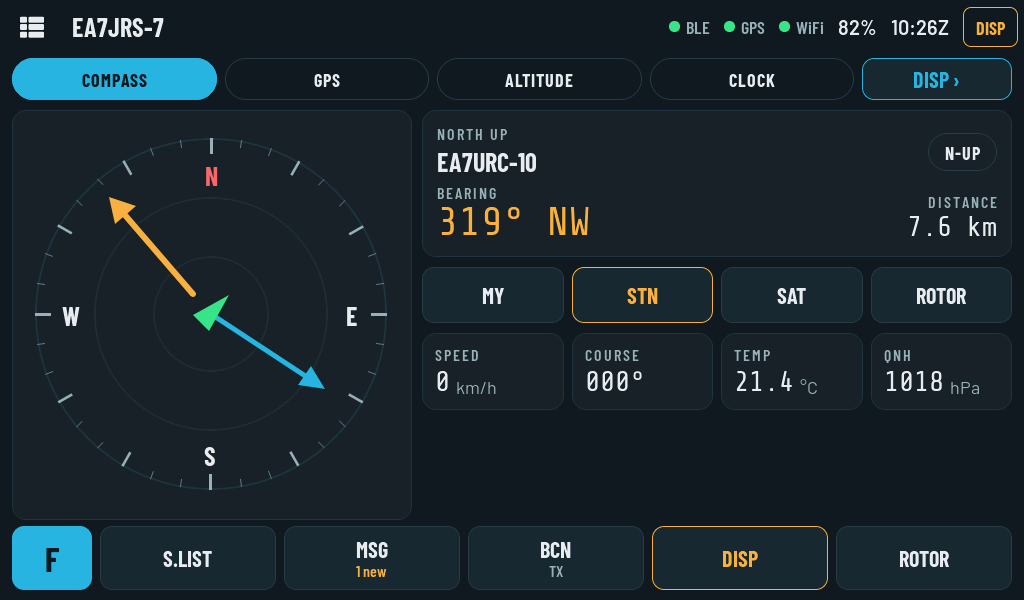 EA7JRS-7
BLE GPS WiFi 82% 10:26Z DISP
COMPASS GPS ALTITUDE CLOCK DISP ›
N
W E
S
NORTH UP
EA7URC-10
N-UP
BEARING
319° NW
DISTANCE
7.6 km
MY STN SAT ROTOR
SPEED
0 km/h
COURSE
000°
TEMP
21.4 °C
QNH
1018 hPa
F
S.LIST
MSG
1 new
BCN
TX
DISP
ROTOR